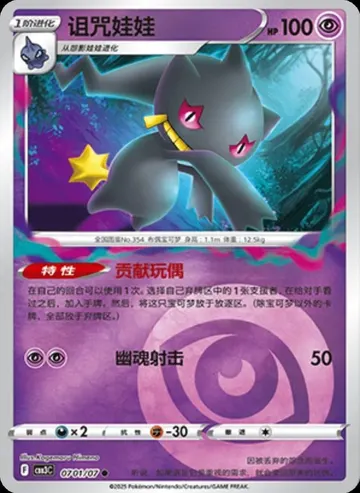 1阶进化
诅咒娃娃
HP 100
从怨影娃娃进化
全国图鉴No.354 布偶宝可梦 身高：1.1m 体重：12.5kg
特性 贡献玩偶
在自己的回合可以使用1次。选择自己弃牌区中的1张支援者，在给对手看
过之后，加入手牌。然后，将这只宝可梦放于放逐区。（除宝可梦以外的卡
牌，全部放于弃牌区。）
幽魂射击 50
Illus.Kagemaru Himeno
弱点 ×2 抵抗力 -30 撤退
F CBB3C 0701/07
©2025 Pokémon/Nintendo/Creatures/GAME FREAK.